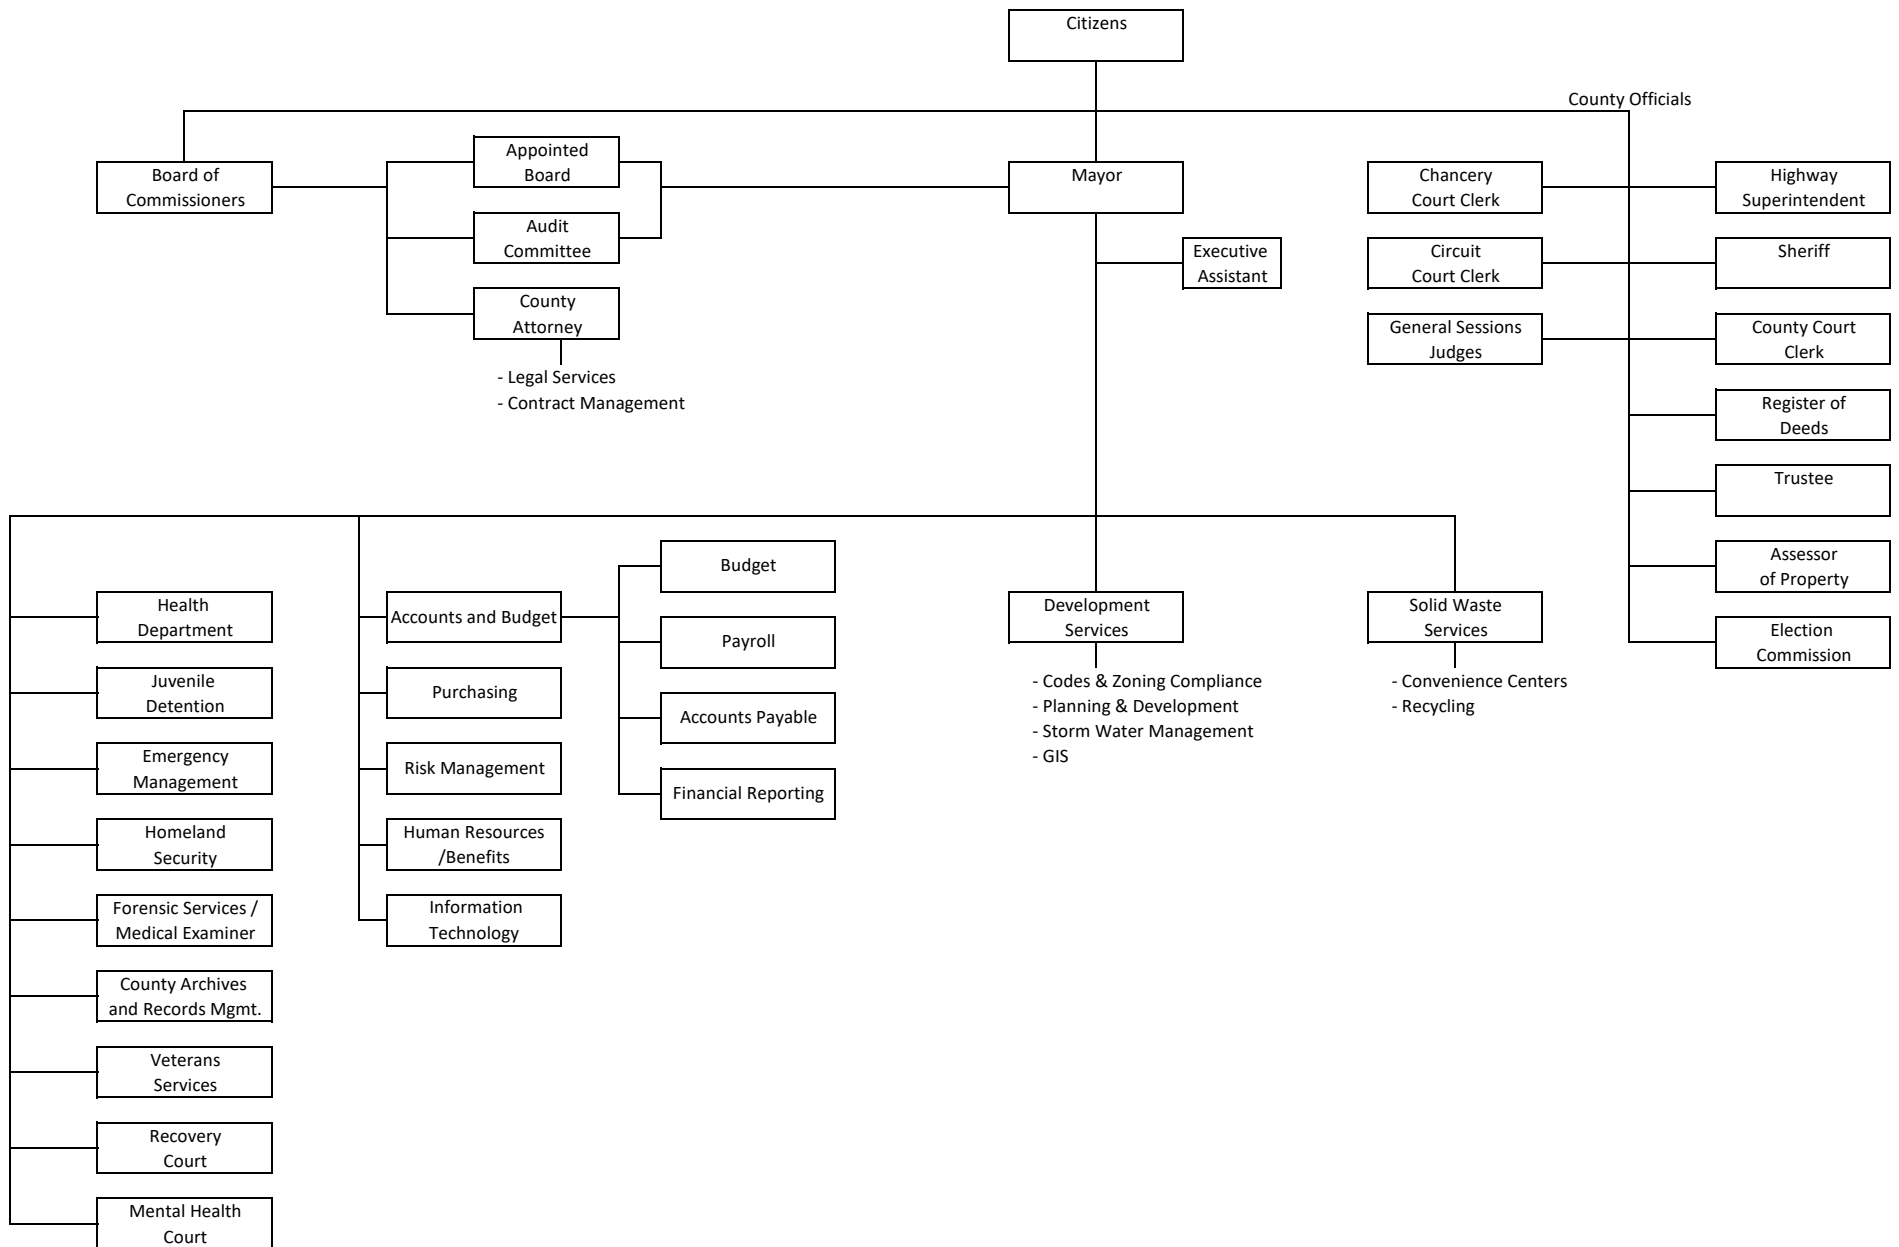 Citizens
County Officials
Board of
Commissioners
Appointed
Board
Audit
Committee
County
Attorney
- Legal Services
- Contract Management
Mayor
Executive
Assistant
Chancery
Court Clerk
Circuit
Court Clerk
General Sessions
Judges
Highway
Superintendent
Sheriff
County Court
Clerk
Register of
Deeds
Trustee
Assessor
of Property
Election
Commission
Health
Department
Juvenile
Detention
Emergency
Management
Homeland
Security
Forensic Services /
Medical Examiner
County Archives
and Records Mgmt.
Veterans
Services
Recovery
Court
Mental Health
Court
Accounts and Budget
Purchasing
Risk Management
Human Resources
/Benefits
Information
Technology
Budget
Payroll
Accounts Payable
Financial Reporting
Development
Services
- Codes & Zoning Compliance
- Planning & Development
- Storm Water Management
- GIS
Solid Waste
Services
- Convenience Centers
- Recycling